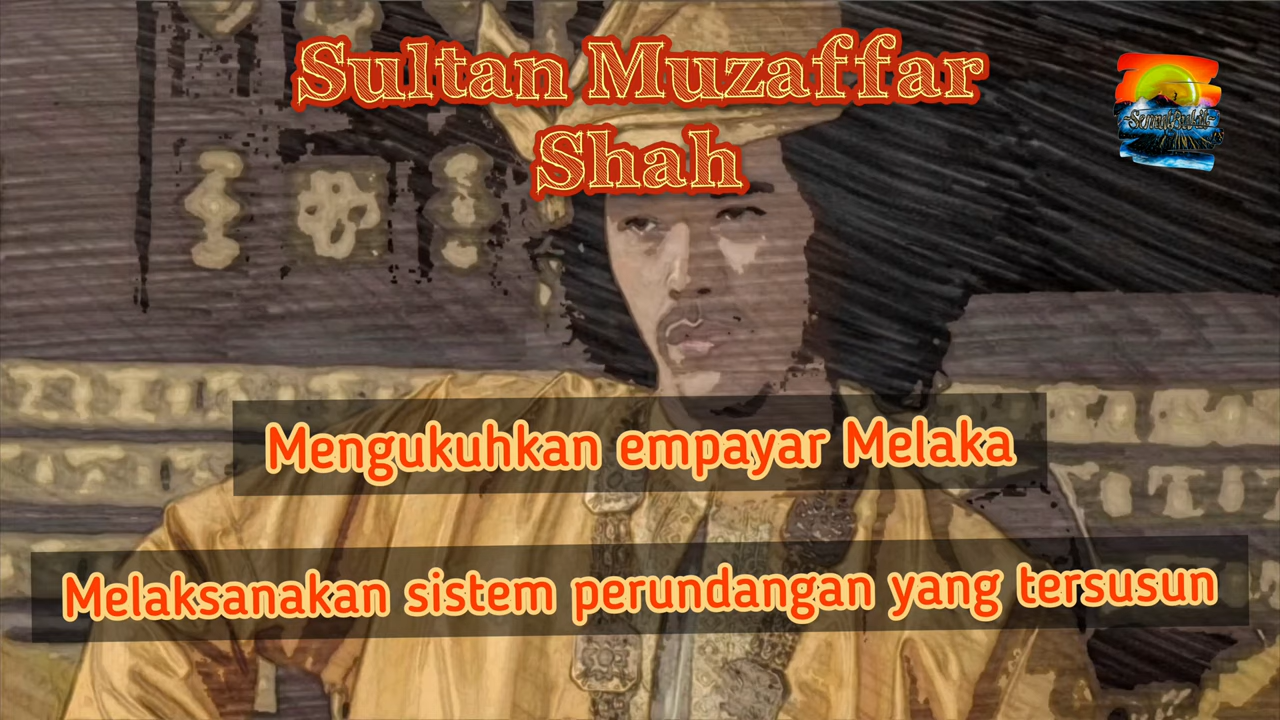 Sultan Muzaffar
Shah
Mengukuhkan empayar Melaka
Melaksanakan sistem perundangan yang tersusun